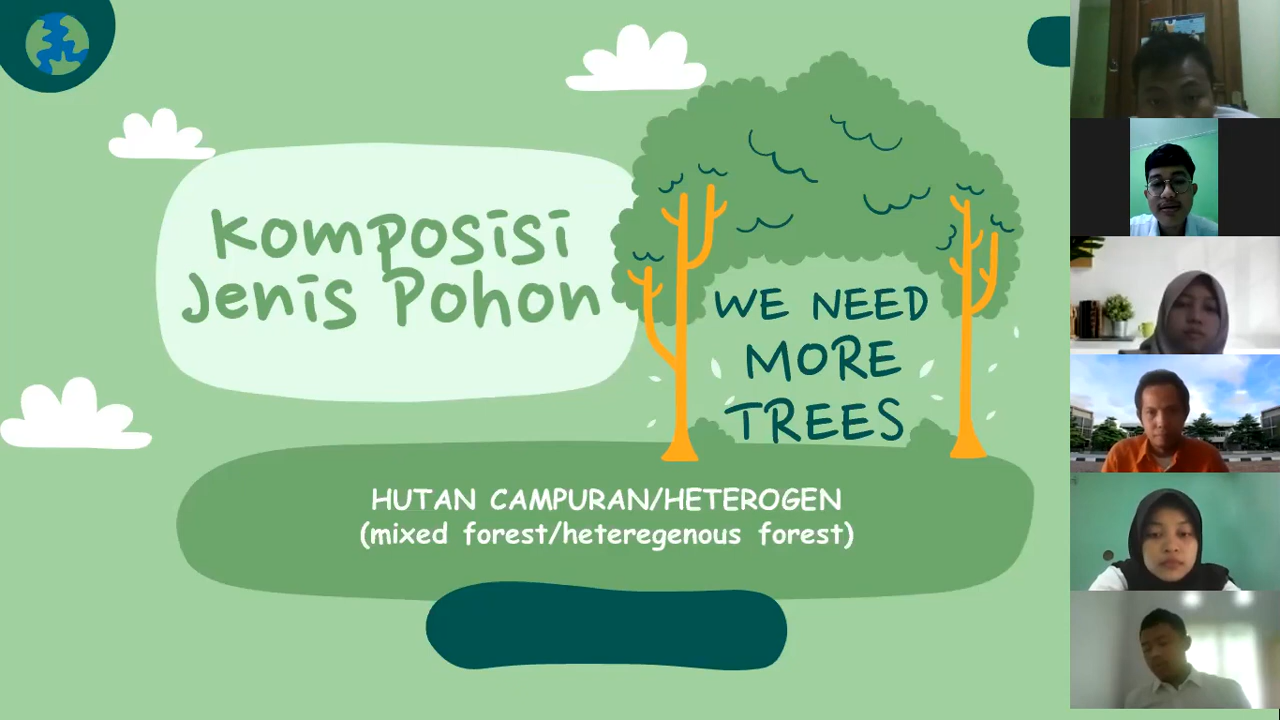 Komposisi
Jenis Pohon
WE NEED
MORE
TREES
HUTAN CAMPURAN/HETEROGEN
(mixed forest/heteregenous forest)